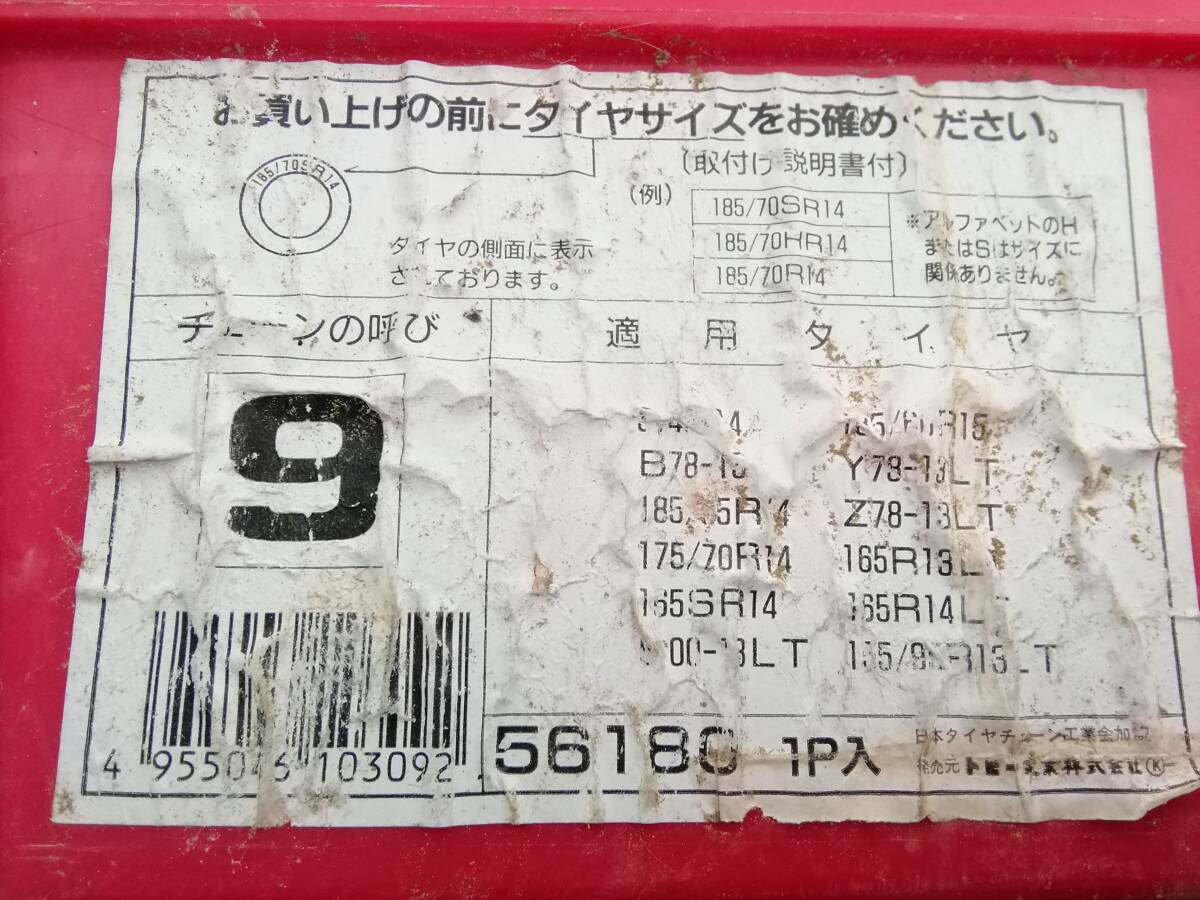 お買い上げの前にタイヤサイズをお確めください。
(取付け説明書付)
185/70SR14
タイヤの側面に表示
されております。
(例)
185/70SR14
185/70HR14
185/70R14
※アルファベットのH
またはSはサイズに
関係ありません。
チェーンの呼び
適用タイヤ
9
B78-13 Y78-13LT
Z78-13LT
175/70R14 165R13LT
165SR14 165R14LT
4 955046 103092
56180 1P入
日本タイヤチェーン工業会加盟
発売元 株式会社 Ⓚ